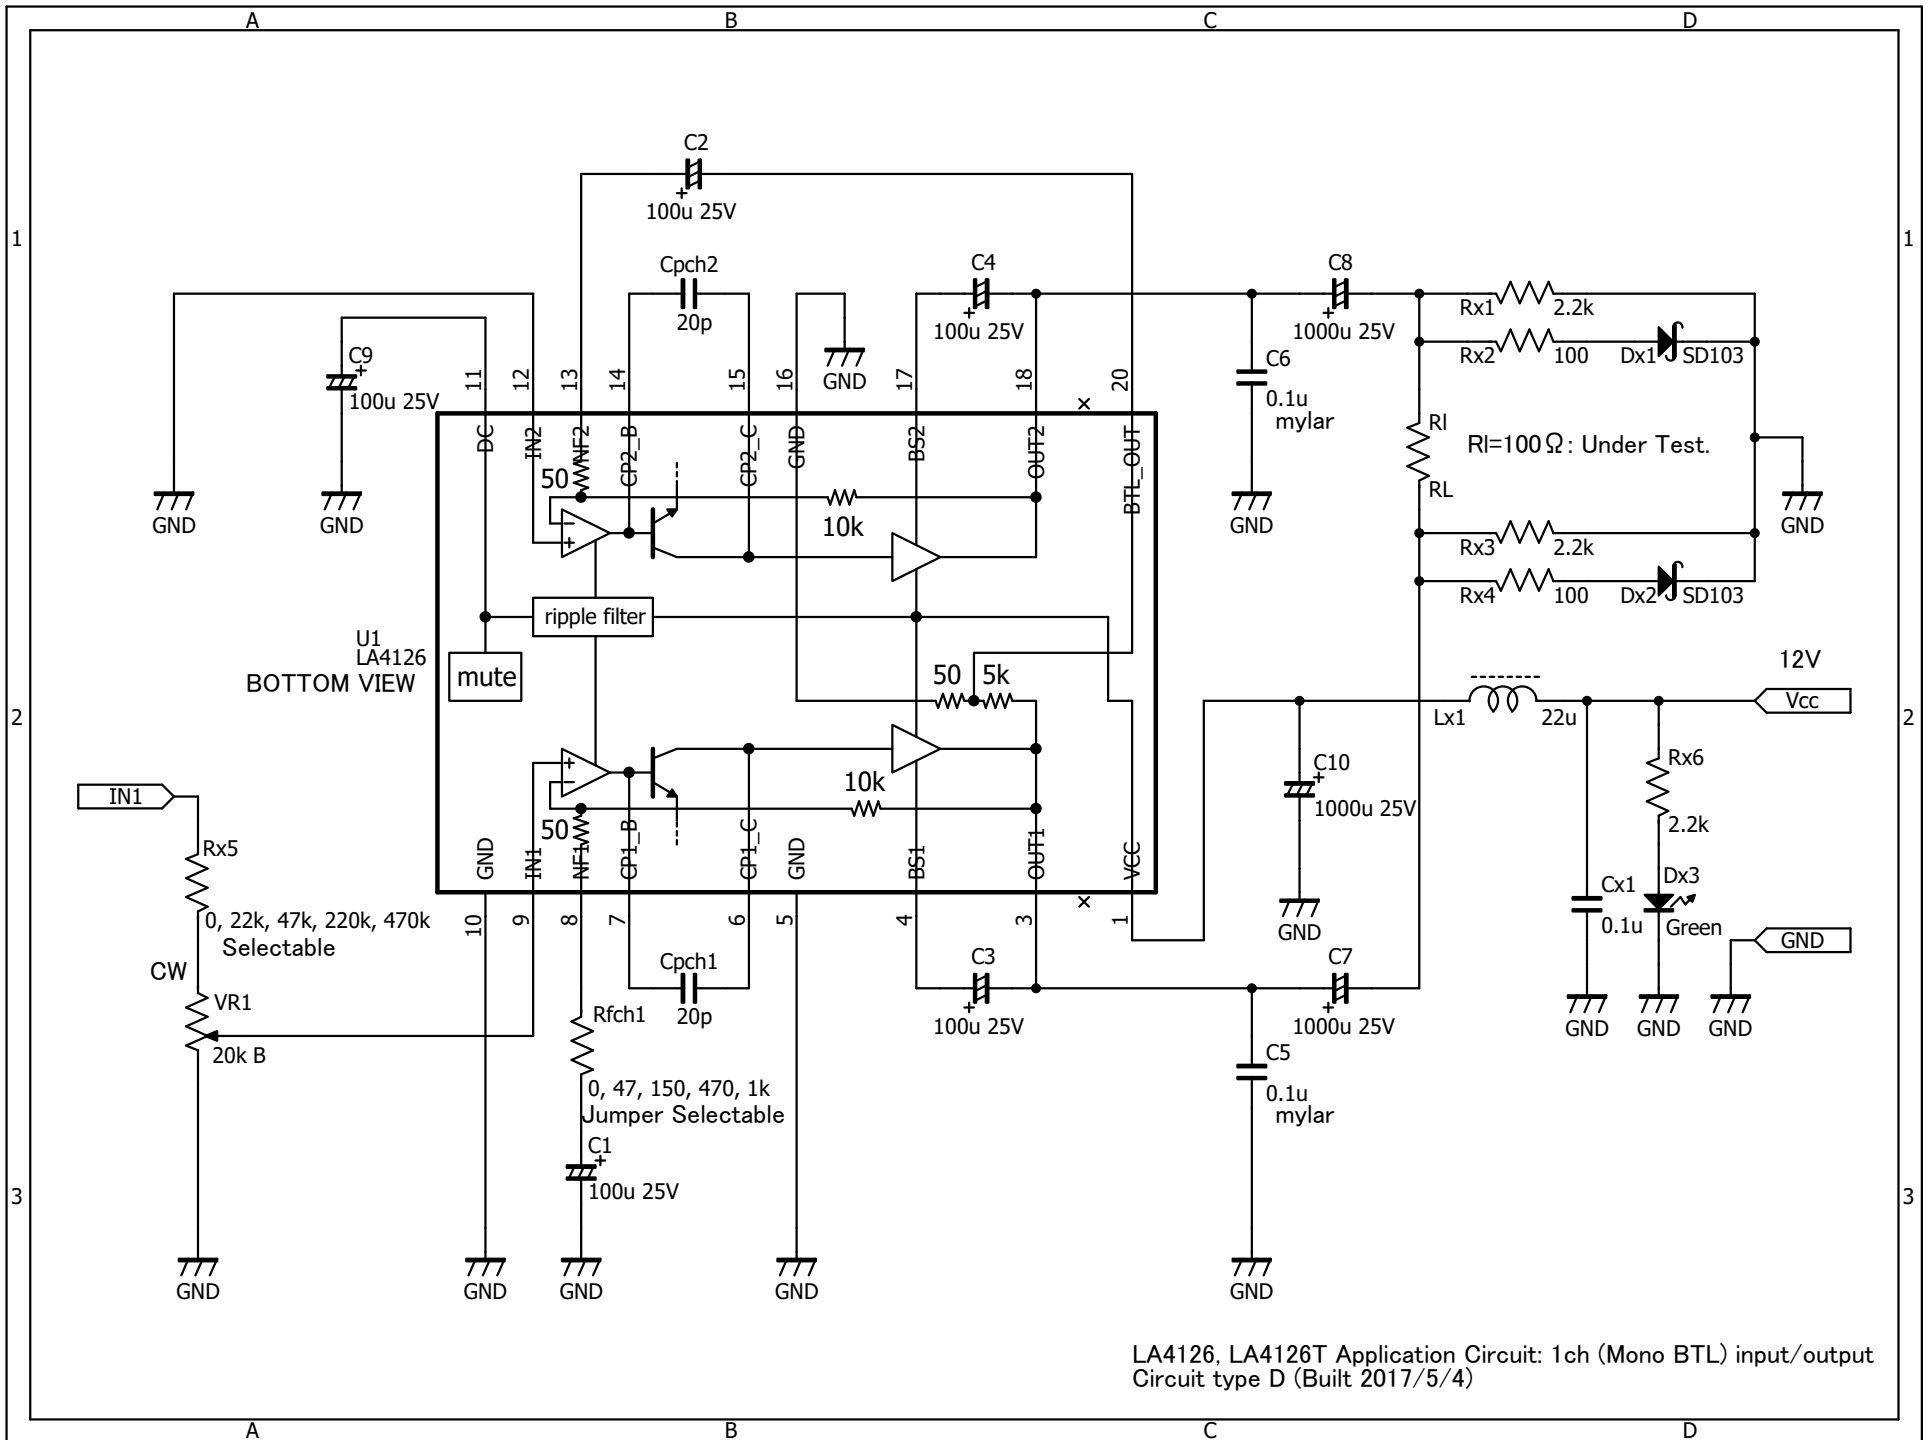 A B C D
1 1
C2
100u 25V
Cpch2
20p
C4
100u 25V
C8
1000u 25V
Rx1 2.2k
Rx2 100 Dx1 SD103
C9
100u 25V
GND
C6
0.1u
mylar
11 12 13 14 15 16 17 18 20
DC IN2 NF2 CP2_B CP2_C GND BS2 OUT2 BTL_OUT
50
10k
Rl
RL
Rl=100Ω: Under Test.
GND GND GND GND
Rx3 2.2k
Rx4 100 Dx2 SD103
ripple filter
U1
LA4126
BOTTOM VIEW
mute
50 5k
12V
Vcc
2 2
Lx1 22u
C10
1000u 25V
Rx6
2.2k
10k
50
IN1
Rx5
0, 22k, 47k, 220k, 470k
Selectable
GND IN1 NF1 CP1_B CP1_C GND BS1 OUT1 VCC
10 9 8 7 6 5 4 3 1
Dx3
Green
Cx1
0.1u
GND
GND
CW
VR1
20k B
Cpch1
20p
C3
100u 25V
C7
1000u 25V
GND GND GND
Rfch1
0, 47, 150, 470, 1k
Jumper Selectable
C5
0.1u
mylar
C1
100u 25V
3 3
GND GND GND GND GND
LA4126, LA4126T Application Circuit: 1ch (Mono BTL) input/output
Circuit type D (Built 2017/5/4)
A B C D